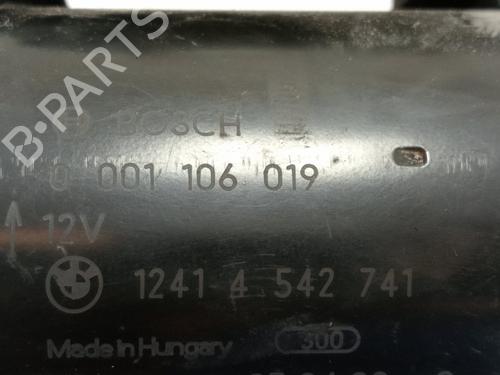 B-PARTS
BOSCH
0 001 106 019
12V
1241 4 542 741
Made in Hungary 300